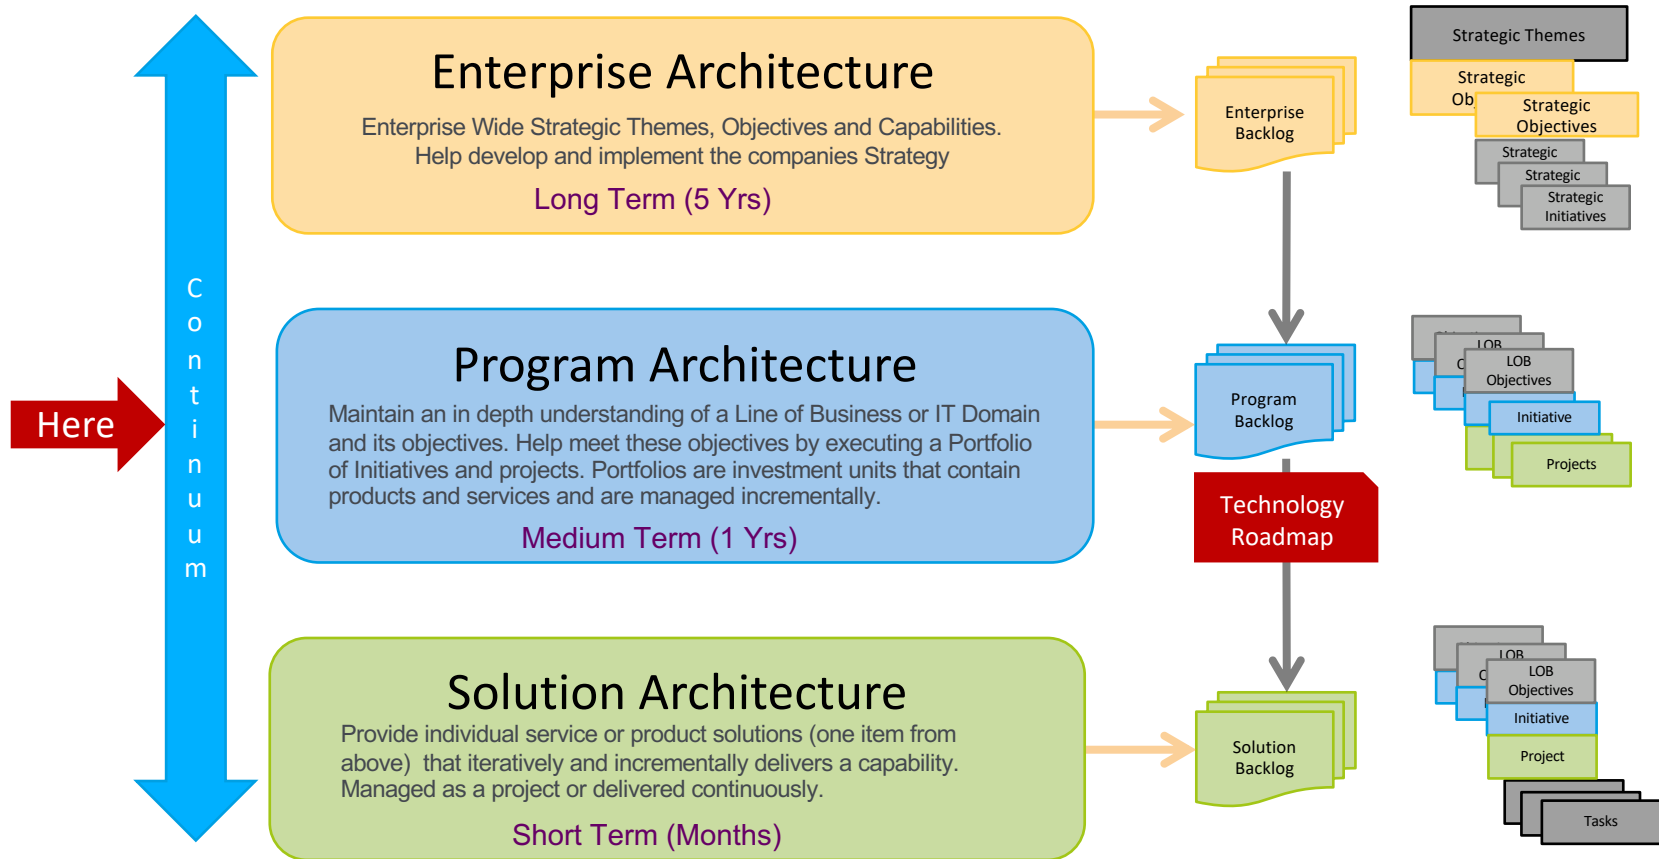 Enterprise Architecture
Enterprise Wide Strategic Themes, Objectives and Capabilities.
Help develop and implement the companies Strategy
Long Term (5 Yrs)
Enterprise
Backlog
Strategic Themes
Strategic
Strategic
Objectives
Strategic
Strategic
Strategic
Initiatives
Continuum
Here
Program Architecture
Maintain an in depth understanding of a Line of Business or IT Domain
and its objectives. Help meet these objectives by executing a Portfolio
of Initiatives and projects. Portfolios are investment units that contain
products and services and are managed incrementally.
Medium Term (1 Yrs)
Program
Backlog
Technology
Roadmap
LOB
LOB
Objectives
Initiative
Projects
Solution Architecture
Provide individual service or product solutions (one item from
above) that iteratively and incrementally delivers a capability.
Managed as a project or delivered continuously.
Short Term (Months)
Solution
Backlog
LOB
LOB
Objectives
Initiative
Project
Tasks